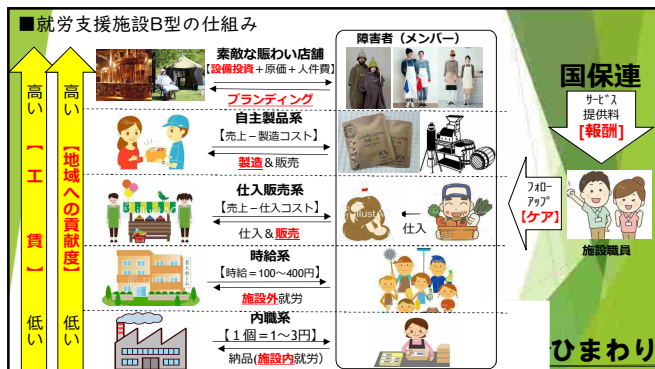 ■就労支援施設B型の仕組み
高い
【工賃】
低い
高い
【地域への貢献度】
低い
素敵な賑わい店舗
【設備投資+原価+人件費】
ブランディング
自主製品系
【売上-製造コスト】
製造&販売
仕入販売系
【売上-仕入コスト】
仕入&販売
時給系
【時給=100~400円】
施設外就労
内職系
【1個=1~3円】
納品(施設内就労)
障害者(メンバー)
仕入
国保連
サービス
提供料
[報酬]
フォロー
アップ
【ケア】
施設職員
ひまわり
老人ホーム